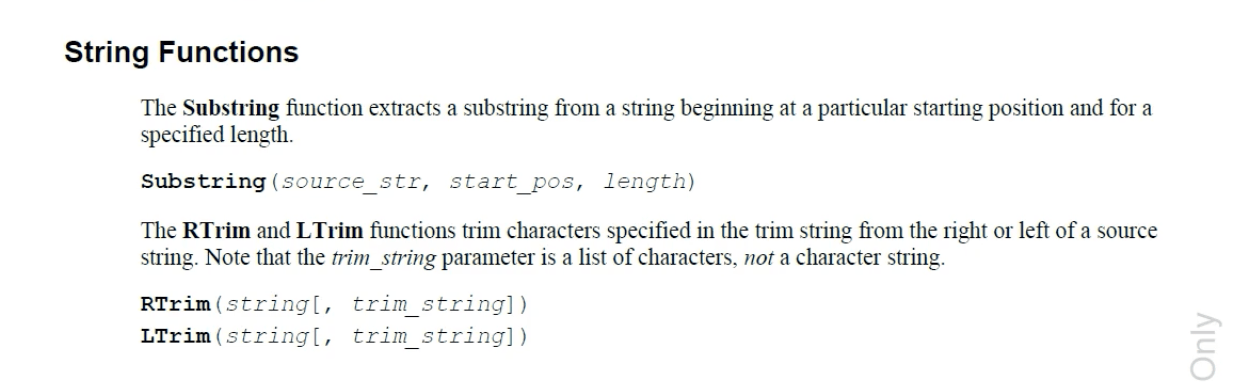 String Functions
The Substring function extracts a substring from a string beginning at a particular starting position and for a
specified length.
Substring(source_str, start_pos, length)
The RTrim and LTrim functions trim characters specified in the trim string from the right or left of a source
string. Note that the trim_string parameter is a list of characters, not a character string.
RTrim(string[, trim_string])
LTrim(string[, trim_string])
Only